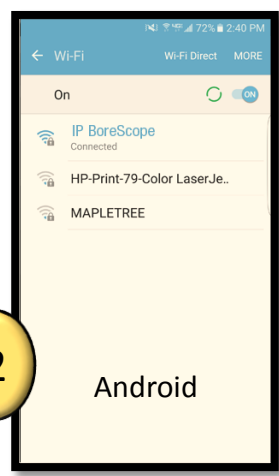 72% 2:40 PM
Wi-Fi Wi-Fi Direct MORE
On ON
IP BoreScope
Connected
HP-Print-79-Color LaserJe..
MAPLETREE
2
Android